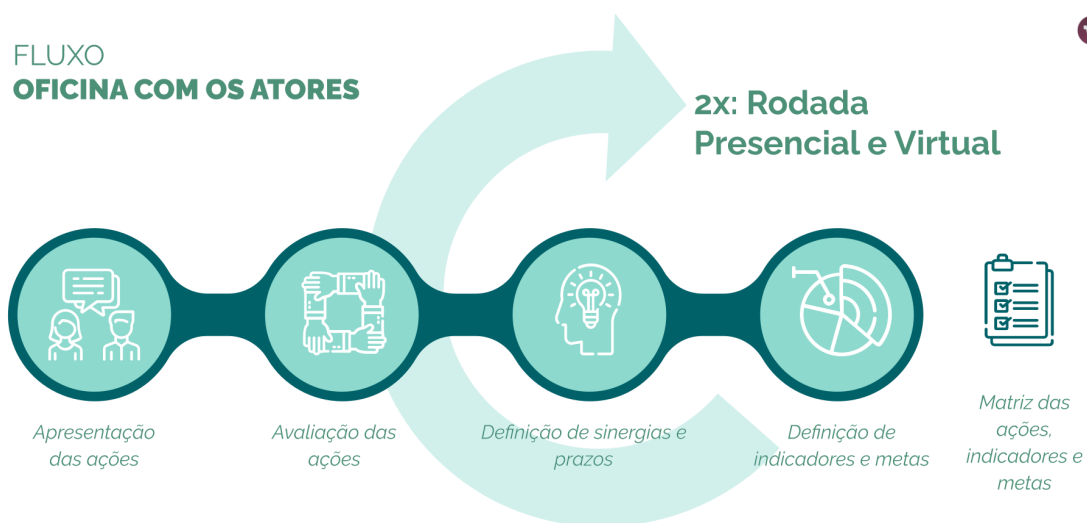 FLUXO
OFICINA COM OS ATORES
2x: Rodada
Presencial e Virtual
Apresentação
das ações
Avaliação das
ações
Definição de sinergias e
prazos
Definição de
indicadores e metas
Matriz das
ações,
indicadores e
metas